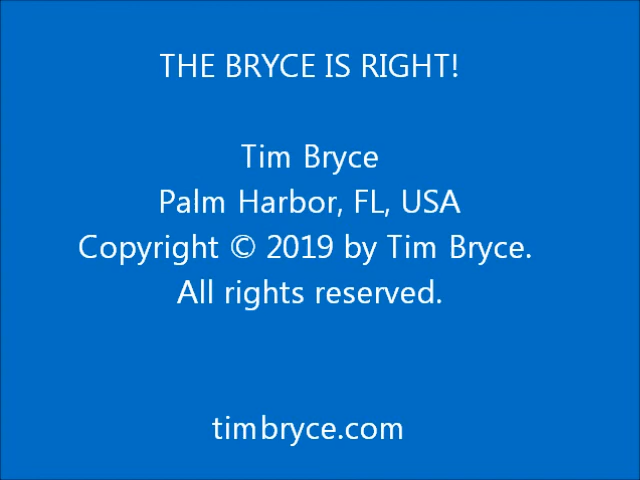 THE BRYCE IS RIGHT!
Tim Bryce
Palm Harbor, FL, USA
Copyright © 2019 by Tim Bryce.
All rights reserved.
timbryce.com